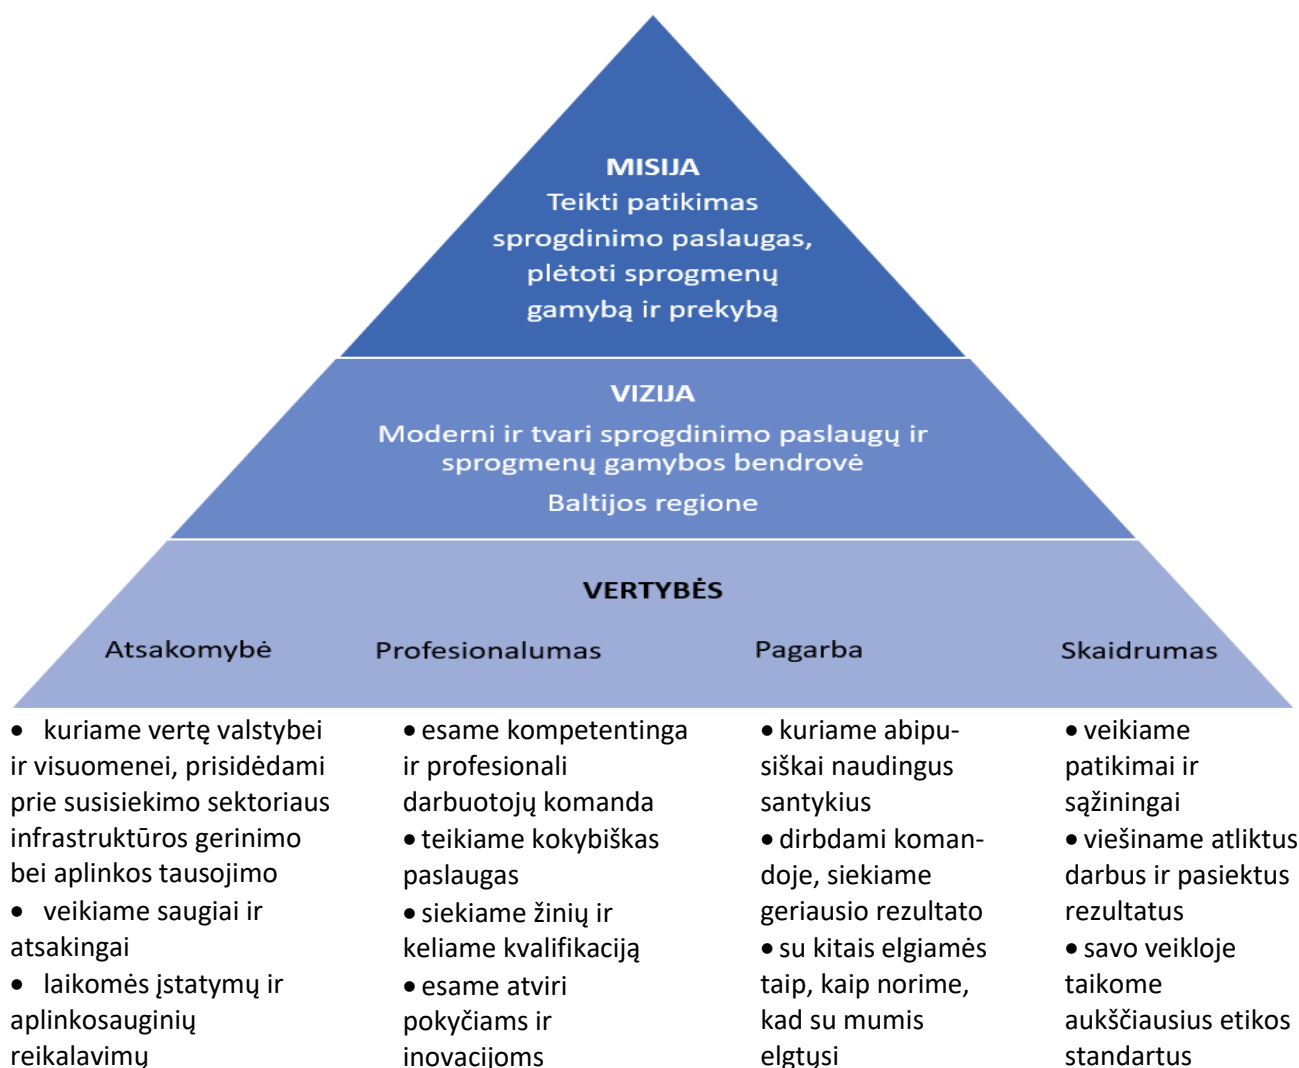 MISIJA
Teikti patikimas
sprogdinimo paslaugas,
plėtoti sprogmenų
gamybą ir prekybą
VIZIJA
Moderni ir tvari sprogdinimo paslaugų ir
sprogmenų gamybos bendrovė
Baltijos regione
VERTYBĖS
Atsakomybė
Profesionalumas
Pagarba
Skaidrumas
• kuriame vertę valstybei
ir visuomenei, prisidėdami
prie susisiekimo sektoriaus
infrastruktūros gerinimo
bei aplinkos tausojimo
• veikiame saugiai ir
atsakingai
• laikomės įstatymų ir
aplinkosauginių
reikalavimų
• esame kompetentinga
ir profesionali
darbuotojų komanda
• teikiame kokybiškas
paslaugas
• siekiame žinių ir
keliame kvalifikaciją
• esame atviri
pokyčiams ir
inovacijoms
• kuriame abipu-
siškai naudingus
santykius
• dirbdami koman-
doje, siekiame
geriausio rezultato
• su kitais elgiamės
taip, kaip norime,
kad su mumis
elgtųsi
• veikiame
patikimai ir
sąžiningai
• viešiname atliktus
darbus ir pasiektus
rezultatus
• savo veikloje
taikome
aukščiausius etikos
standartus